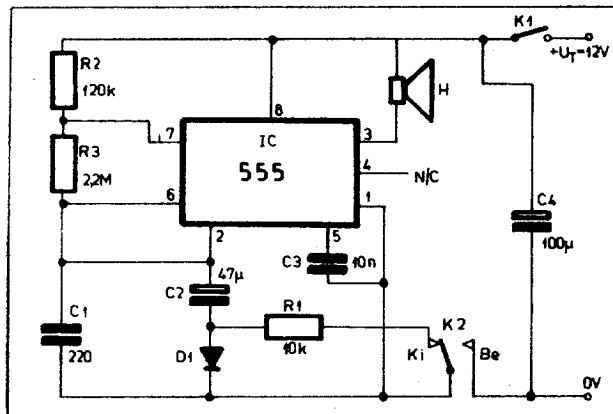 K1
+U_T=12V
R2
120k
8
H
7
IC
3
R3
2,2M
555
4
N/C
6
1
2
5
C4
100µ
C3
10n
47µ
C2
C1
220
R1
10k
K2
Ki
Be
D1
0V